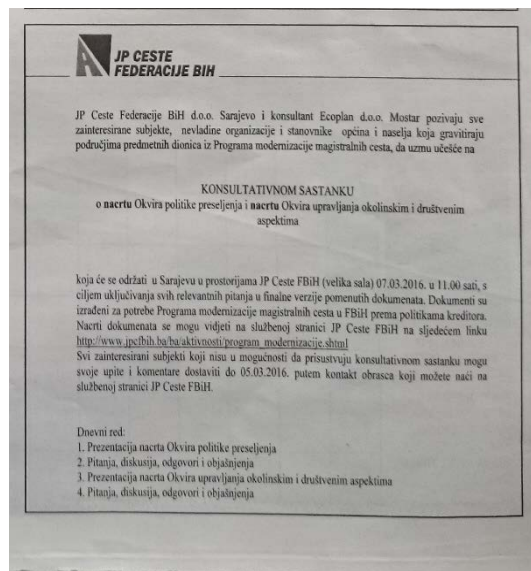 JP CESTE
FEDERACIJE BIH
JP Ceste Federacije BiH d.o.o. Sarajevo i konsultant Ecoplan d.o.o. Mostar pozivaju sve
zainteresirane subjekte, nevladine organizacije i stanovnike općina i naselja koja gravitiraju
područjima predmetnih dionica iz Programa modernizacije magistralnih cesta, da uzmu učešće na
KONSULTATIVNOM SASTANKU
o nacrtu Okvira politike preseljenja i nacrtu Okvira upravljanja okolinskim i društvenim
aspektima
koja će se održati u Sarajevu u prostorijama JP Ceste FBiH (velika sala) 07.03.2016. u 11.00 sati, s
ciljem uključivanja svih relevantnih pitanja u finalne verzije pomenutih dokumenata. Dokumenti su
izrađeni za potrebe Programa modernizacije magistralnih cesta u FBiH prema politikama kreditora.
Nacrti dokumenata se mogu vidjeti na službenoj stranici JP Ceste FBiH na sljedećem linku
http://www.jpcfbih.ba/ba/aktivnosti/program_modernizacije.shtml
Svi zainteresirani subjekti koji nisu u mogućnosti da prisustvuju konsultativnom sastanku mogu
svoje upite i komentare dostaviti do 05.03.2016. putem kontakt obrasca koji možete naći na
službenoj stranici JP Ceste FBiH.
Dnevni red:
1. Prezentacija nacrta Okvira politike preseljenja
2. Pitanja, diskusija, odgovori i objašnjenja
3. Prezentacija nacrta Okvira upravljanja okolinskim i društvenim aspektima
4. Pitanja, diskusija, odgovori i objašnjenja